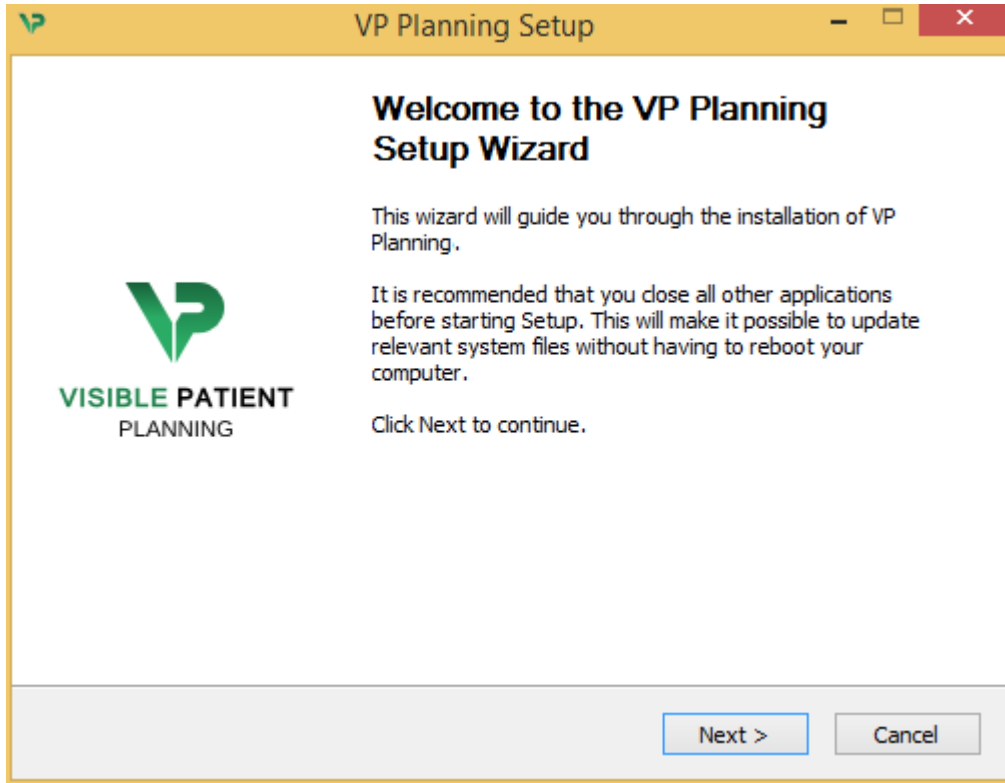 VP Planning Setup
Welcome to the VP Planning
Setup Wizard
This wizard will guide you through the installation of VP
Planning.
It is recommended that you close all other applications
before starting Setup. This will make it possible to update
relevant system files without having to reboot your
computer.
Click Next to continue.
VP
VISIBLE PATIENT
PLANNING
Next >
Cancel